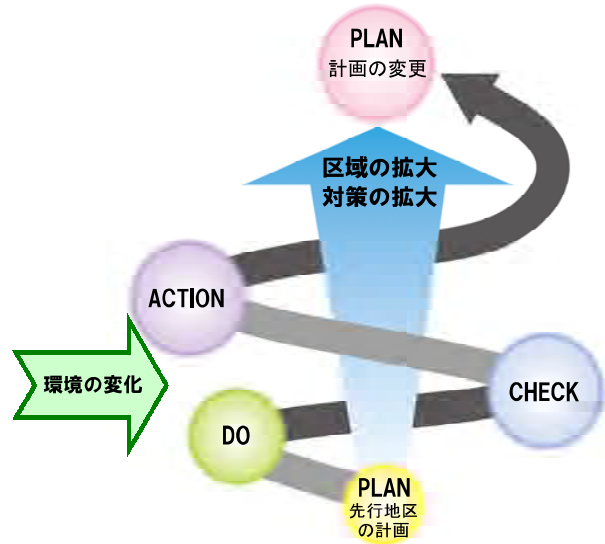 PLAN
計画の変更
区域の拡大
対策の拡大
ACTION
環境の変化
CHECK
DO
PLAN
先行地区
の計画